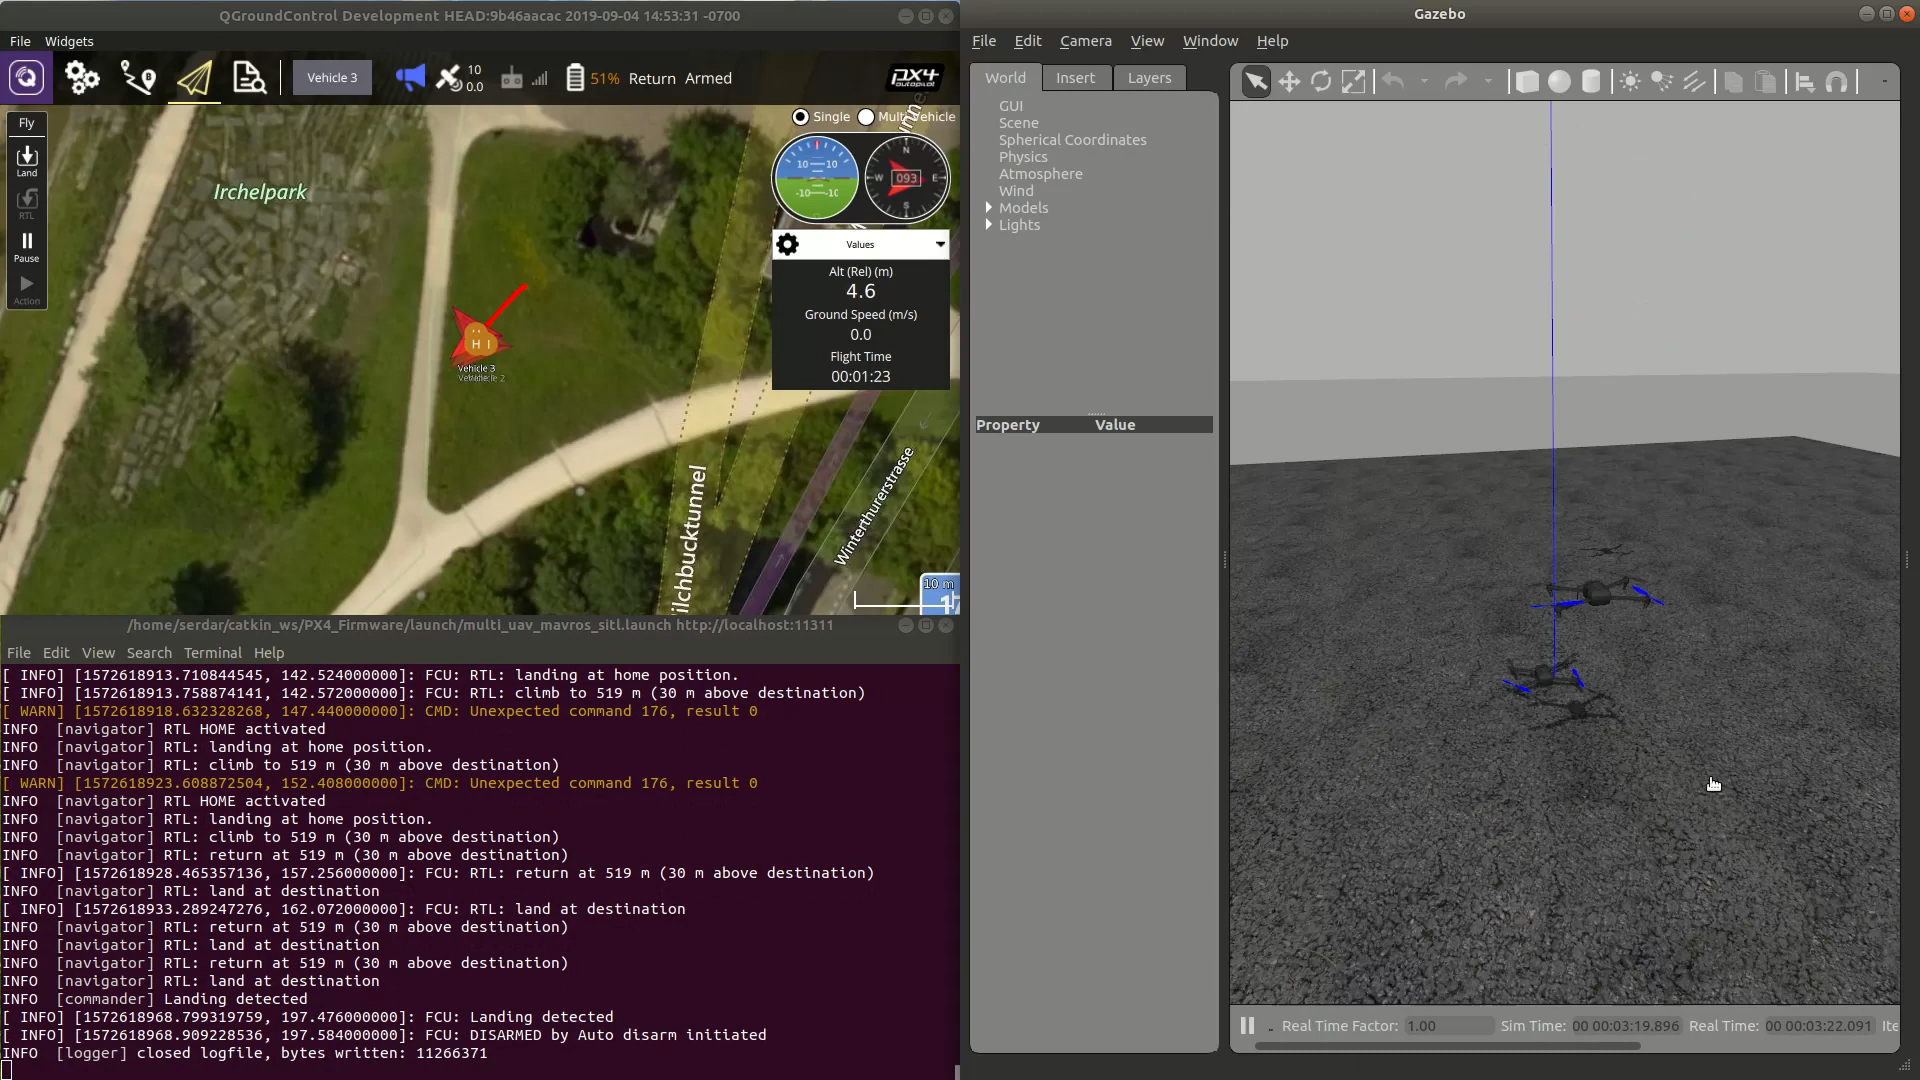 QGroundControl Development HEAD:9b46aacac 2019-09-04 14:53:31 -0700
File Widgets
Vehicle 3
10
0.0
51% Return Armed
px4
autopilot
Fly
Land
RTL
Pause
Action
Irchelpark
Single Multi-Vehicle
10 10
-10 -10
N
W 093 E
S
Values
Alt (Rel) (m)
4.6
Ground Speed (m/s)
0.0
Flight Time
00:01:23
H
Vehicle 3
Vehicle 2
ilchbucktunnel
Winterthurerstrasse
10 m
/home/serdar/catkin_ws/PX4_Firmware/launch/multi_uav_mavros_sitl.launch http://localhost:11311
File Edit View Search Terminal Help
[ INFO] [1572618913.710844545, 142.524000000]: FCU: RTL: landing at home position.
[ INFO] [1572618913.758874141, 142.572000000]: FCU: RTL: climb to 519 m (30 m above destination)
[ WARN] [1572618918.632328268, 147.440000000]: CMD: Unexpected command 176, result 0
INFO  [navigator] RTL HOME activated
INFO  [navigator] RTL: landing at home position.
INFO  [navigator] RTL: climb to 519 m (30 m above destination)
[ WARN] [1572618923.608872504, 152.408000000]: CMD: Unexpected command 176, result 0
INFO  [navigator] RTL HOME activated
INFO  [navigator] RTL: landing at home position.
INFO  [navigator] RTL: climb to 519 m (30 m above destination)
INFO  [navigator] RTL: return at 519 m (30 m above destination)
[ INFO] [1572618928.465357136, 157.256000000]: FCU: RTL: return at 519 m (30 m above destination)
INFO  [navigator] RTL: land at destination
[ INFO] [1572618933.289247276, 162.072000000]: FCU: RTL: land at destination
INFO  [navigator] RTL: return at 519 m (30 m above destination)
INFO  [navigator] RTL: land at destination
INFO  [navigator] RTL: return at 519 m (30 m above destination)
INFO  [navigator] RTL: land at destination
INFO  [commander] Landing detected
[ INFO] [1572618968.799319759, 197.476000000]: FCU: Landing detected
[ INFO] [1572618968.909228536, 197.584000000]: FCU: DISARMED by Auto disarm initiated
INFO  [logger] closed logfile, bytes written: 11266371
Gazebo
File Edit Camera View Window Help
World Insert Layers
GUI
Scene
Spherical Coordinates
Physics
Atmosphere
Wind
Models
Lights
Property Value
Real Time Factor: 1.00 Sim Time: 00 00:03:19.896 Real Time: 00 00:03:22.091 Ite